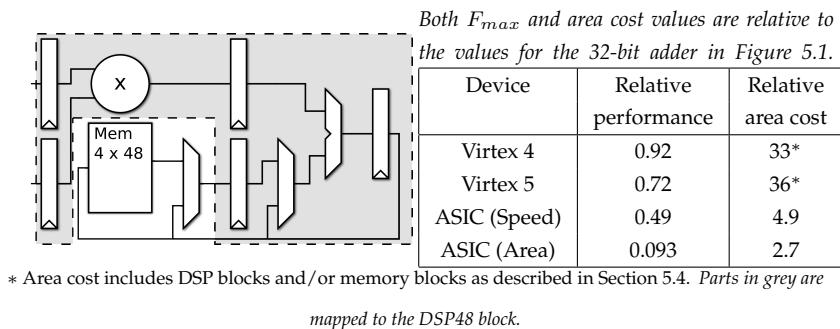 Both Fmax and area cost values are relative to
the values for the 32-bit adder in Figure 5.1.
x
Mem
4 x 48
Device Relative performance Relative area cost
Virtex 4 0.92 33*
Virtex 5 0.72 36*
ASIC (Speed) 0.49 4.9
ASIC (Area) 0.093 2.7
* Area cost includes DSP blocks and/or memory blocks as described in Section 5.4. Parts in grey are
mapped to the DSP48 block.